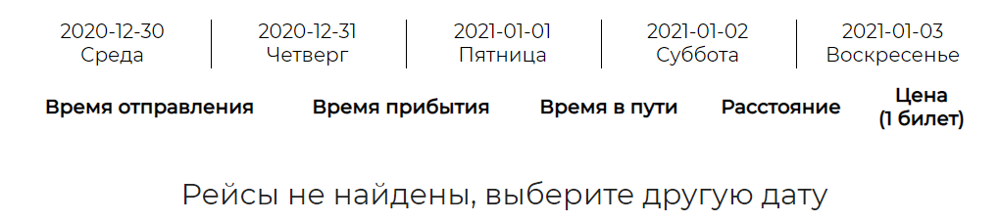 2020-12-30 2020-12-31 2021-01-01 2021-01-02 2021-01-03
Среда Четверг Пятница Суббота Воскресенье
Время отправления Время прибытия Время в пути Расстояние Цена
(1 билет)
Рейсы не найдены, выберите другую дату